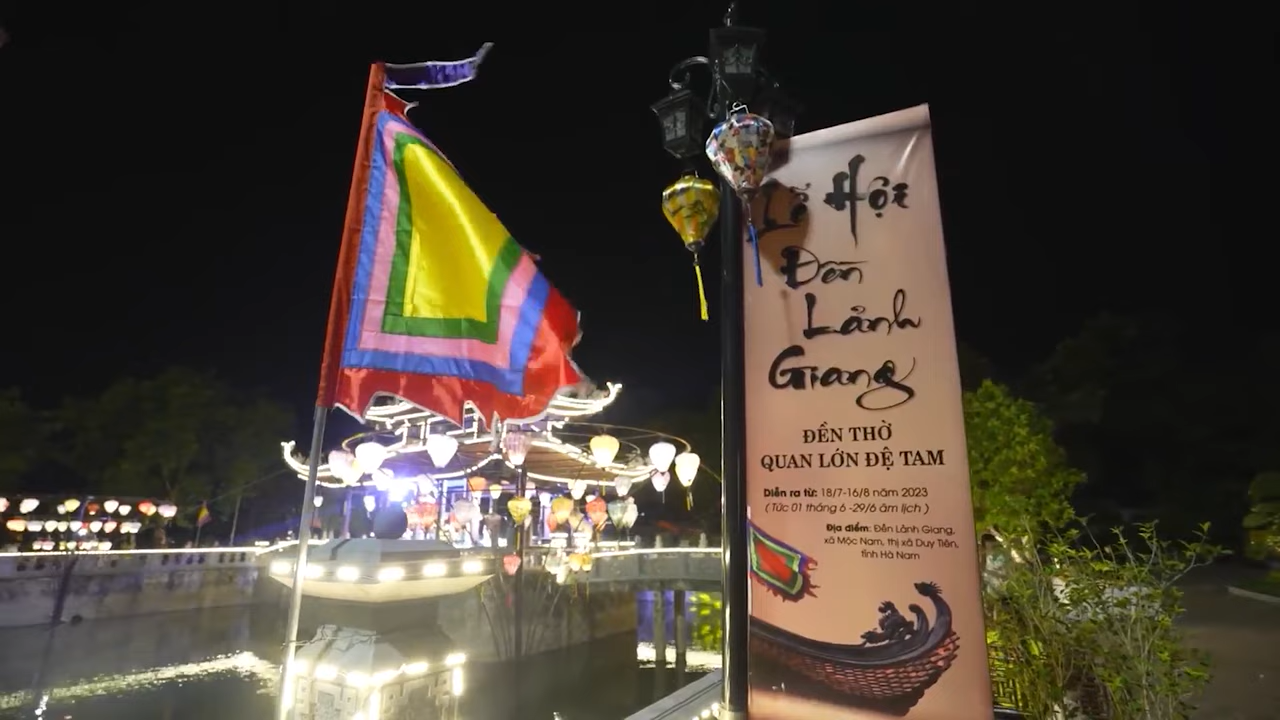 Lễ Hội
Đền
Lảnh
Giang
ĐỀN THỜ
QUAN LỚN ĐỆ TAM
Diễn ra từ: 18/7-16/8 năm 2023
( Tức 01 tháng 6 -29/6 âm lịch )
Địa điểm: Đền Lảnh Giang,
xã Mộc Nam, thị xã Duy Tiên,
tỉnh Hà Nam